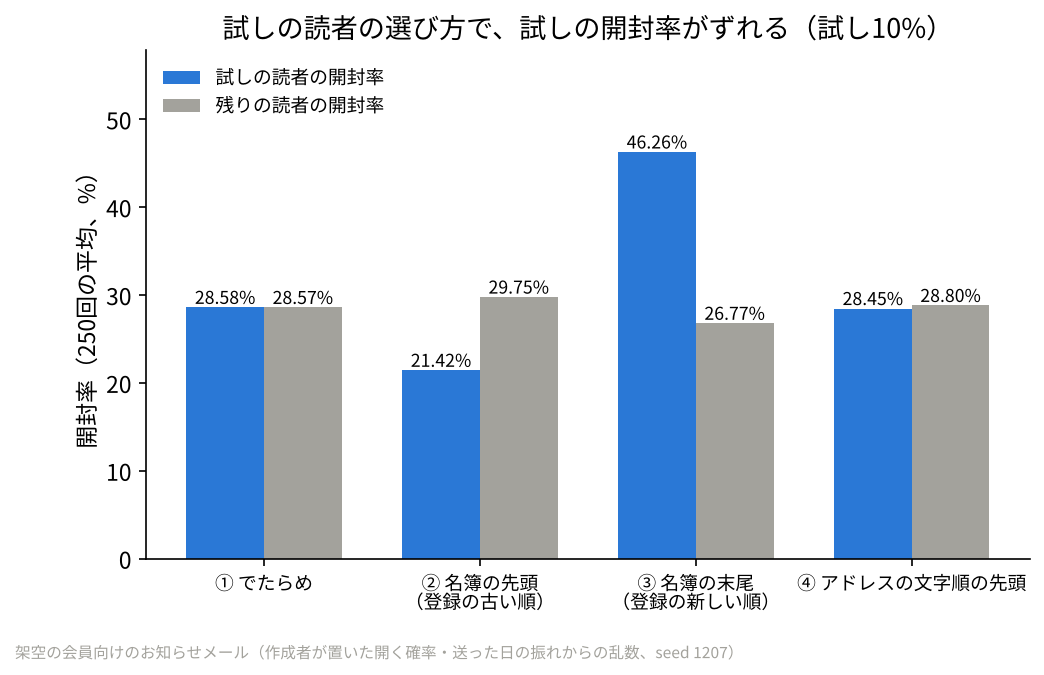 試しの読者の選び方で、試しの開封率がずれる（試し10%）
試しの読者の開封率
残りの読者の開封率
開封率（250回の平均、%）
50
40
30
20
10
0
28.58%
28.57%
21.42%
29.75%
46.26%
26.77%
28.45%
28.80%
① でたらめ
② 名簿の先頭
（登録の古い順）
③ 名簿の末尾
（登録の新しい順）
④ アドレスの文字順の先頭
架空の会員向けのお知らせメール（作成者が置いた開く確率・送った日の振れからの乱数、seed 1207）